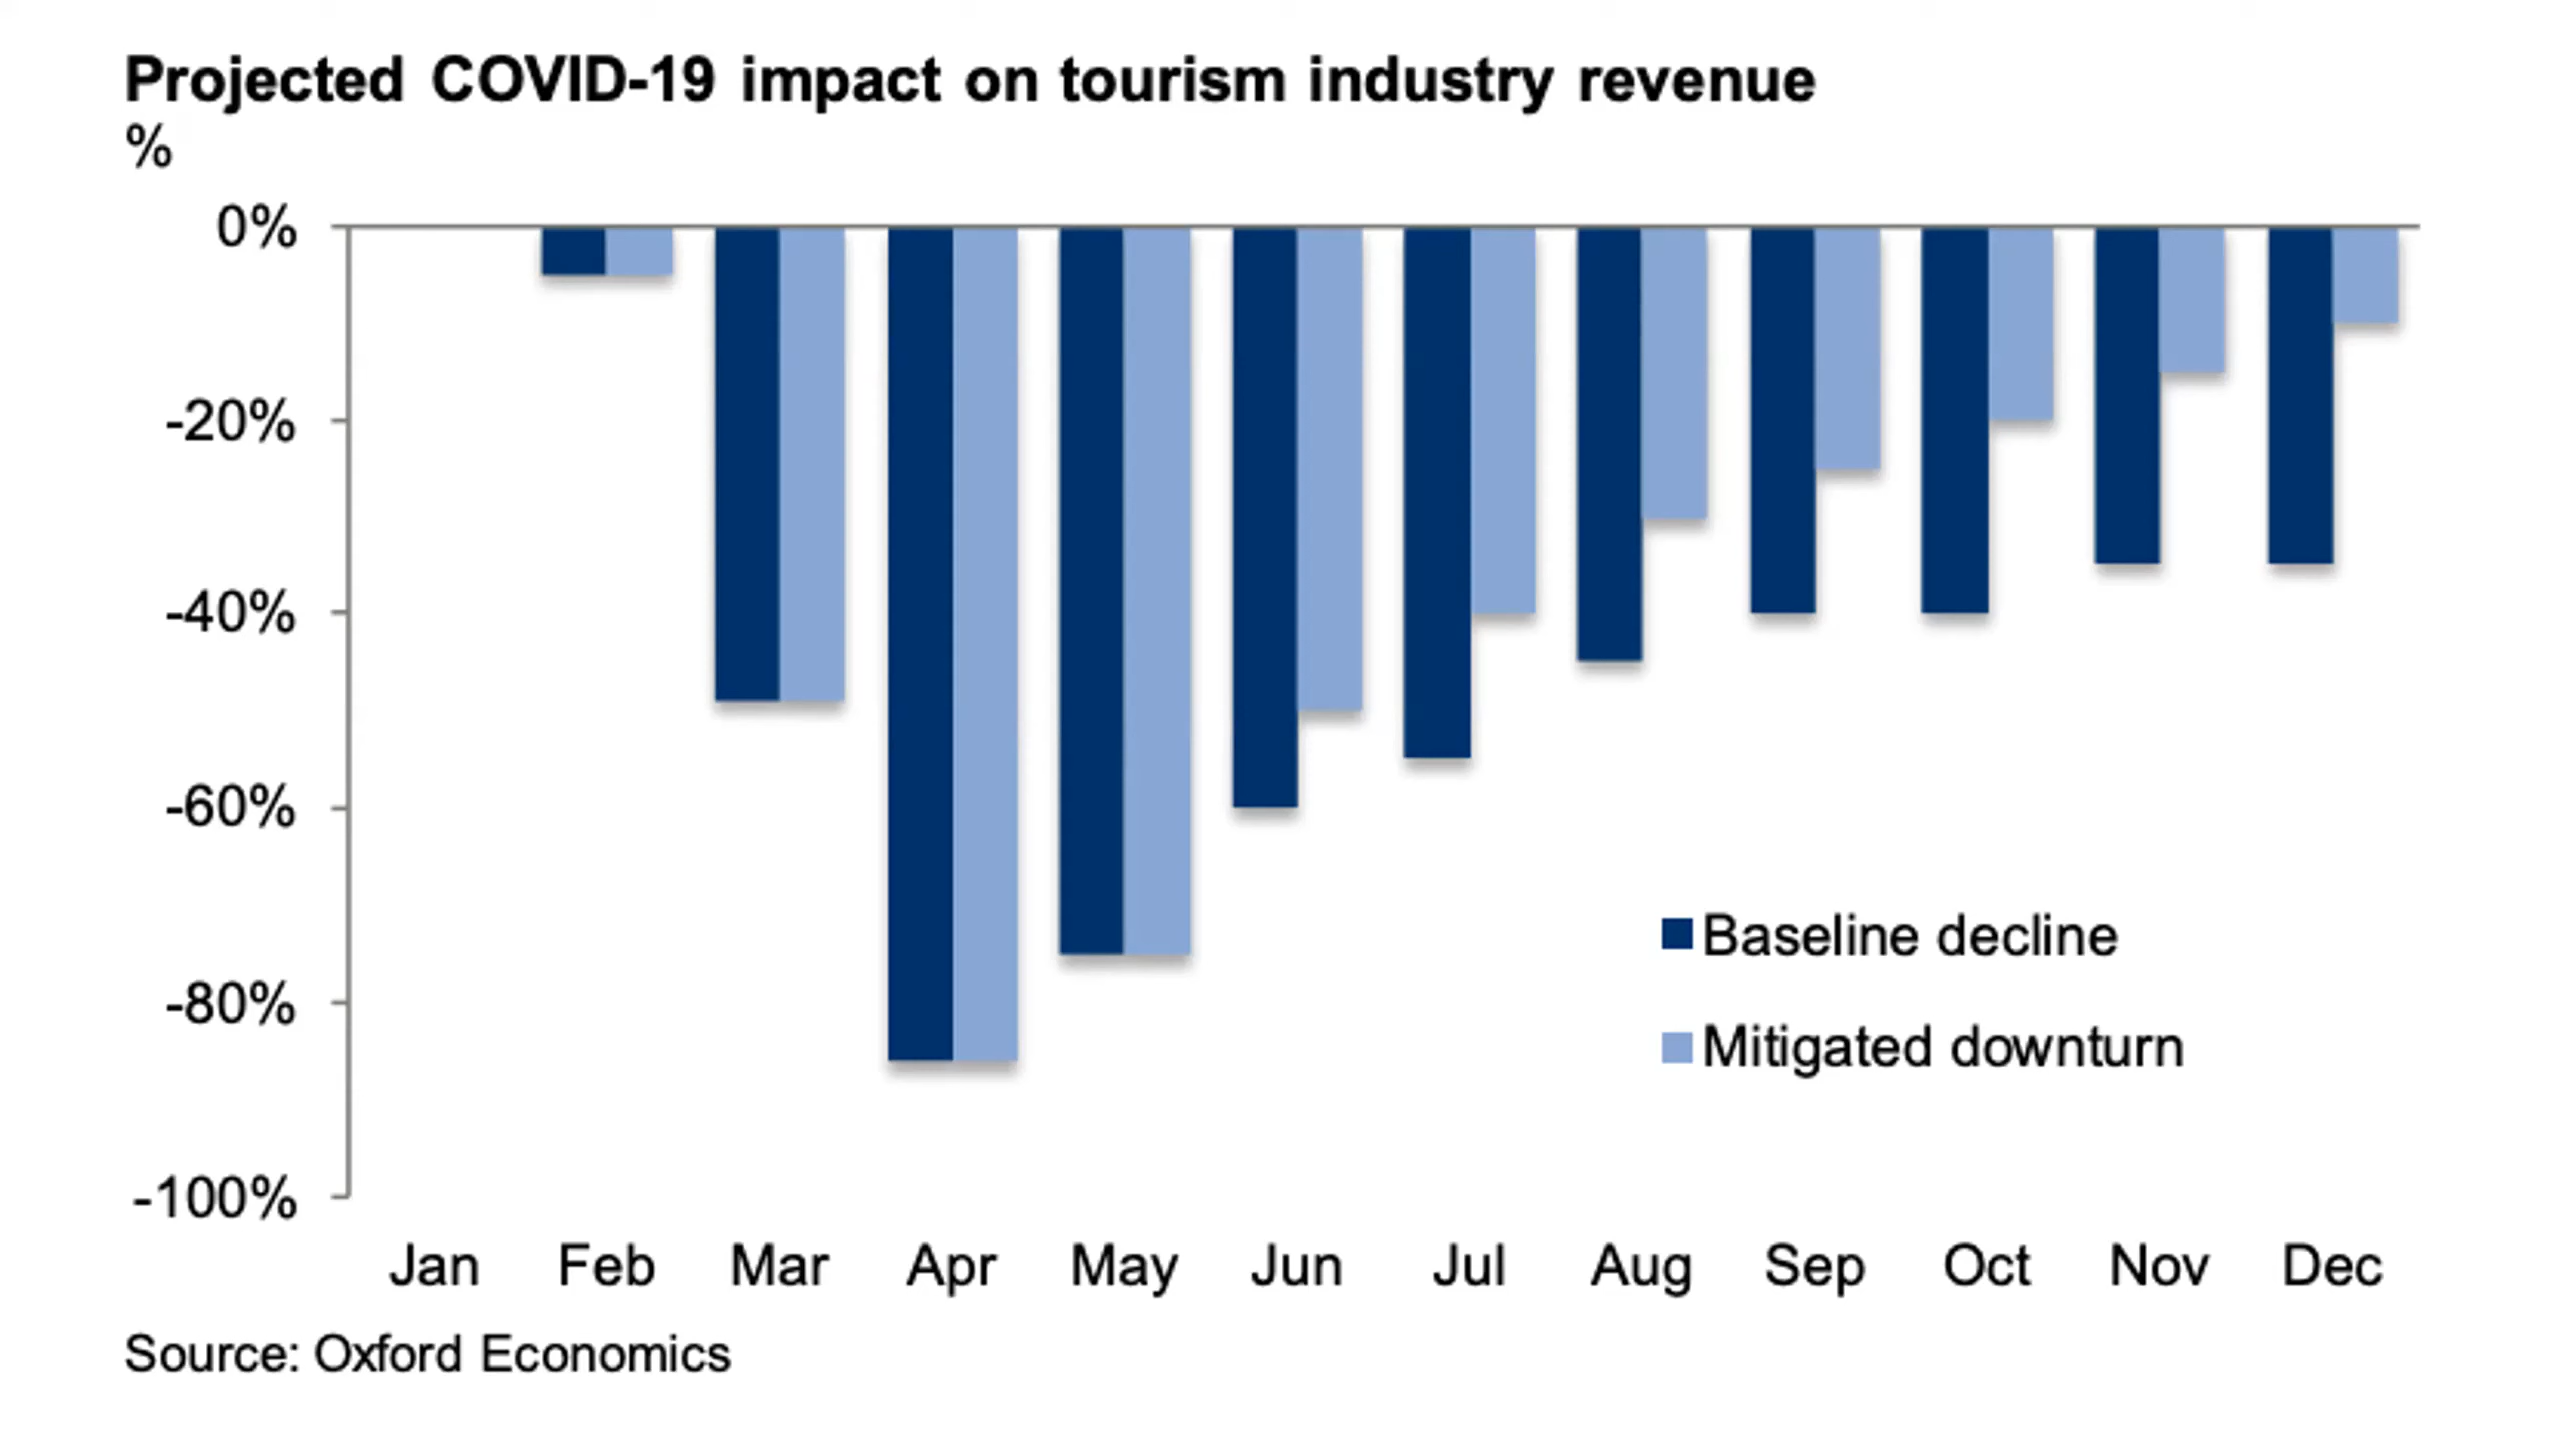 Projected COVID-19 impact on tourism industry revenue
%
0%
-20%
-40%
-60%
-80%
-100%
Baseline decline
Mitigated downturn
Jan Feb Mar Apr May Jun Jul Aug Sep Oct Nov Dec
Source: Oxford Economics